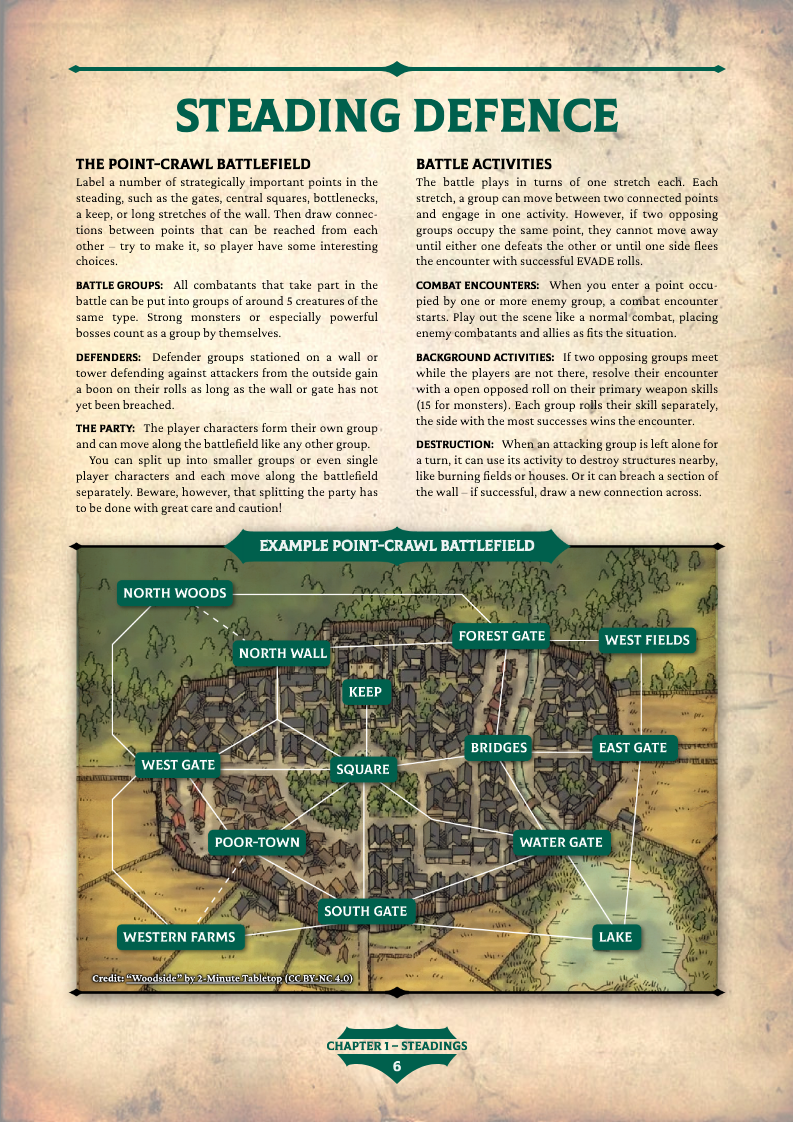 STEADING DEFENCE
THE POINT-CRAWL BATTLEFIELD
Label a number of strategically important points in the
steading, such as the gates, central squares, bottlenecks,
a keep, or long stretches of the wall. Then draw connec-
tions between points that can be reached from each
other – try to make it, so player have some interesting
choices.
BATTLE GROUPS: All combatants that take part in the
battle can be put into groups of around 5 creatures of the
same type. Strong monsters or especially powerful
bosses count as a group by themselves.
DEFENDERS: Defender groups stationed on a wall or
tower defending against attackers from the outside gain
a boon on their rolls as long as the wall or gate has not
yet been breached.
THE PARTY: The player characters form their own group
and can move along the battlefield like any other group.
You can split up into smaller groups or even single
player characters and each move along the battlefield
separately. Beware, however, that splitting the party has
to be done with great care and caution!
BATTLE ACTIVITIES
The battle plays in turns of one stretch each. Each
stretch, a group can move between two connected points
and engage in one activity. However, if two opposing
groups occupy the same point, they cannot move away
until either one defeats the other or until one side flees
the encounter with successful EVADE rolls.
COMBAT ENCOUNTERS: When you enter a point occu-
pied by one or more enemy group, a combat encounter
starts. Play out the scene like a normal combat, placing
enemy combatants and allies as fits the situation.
BACKGROUND ACTIVITIES: If two opposing groups meet
while the players are not there, resolve their encounter
with a open opposed roll on their primary weapon skills
(15 for monsters). Each group rolls their skill separately,
the side with the most successes wins the encounter.
DESTRUCTION: When an attacking group is left alone for
a turn, it can use its activity to destroy structures nearby,
like burning fields or houses. Or it can breach a section of
the wall – if successful, draw a new connection across.
EXAMPLE POINT-CRAWL BATTLEFIELD
NORTH WOODS
FOREST GATE
WEST FIELDS
NORTH WALL
KEEP
BRIDGES
EAST GATE
WEST GATE
SQUARE
POOR-TOWN
WATER GATE
SOUTH GATE
WESTERN FARMS
LAKE
Credit: "Woodside" by 2-Minute Tabletop (CC BY-NC 4.0)
CHAPTER 1 – STEADINGS
6